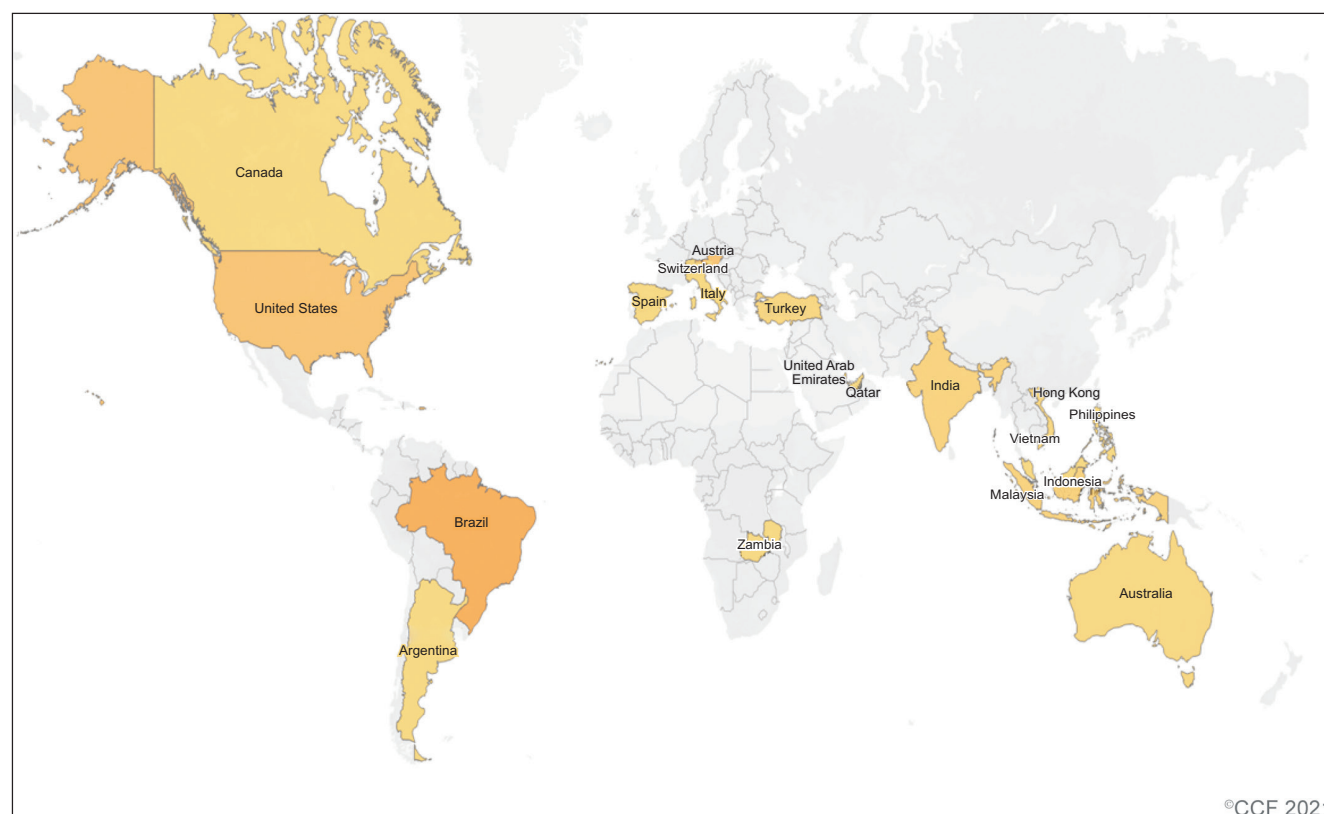 Canada
United States
Austria
Switzerland
Spain
Italy
Turkey
United Arab
Emirates
Qatar
India
Hong Kong
Philippines
Vietnam
Malaysia
Indonesia
Brazil
Zambia
Australia
Argentina
©CCF 2021